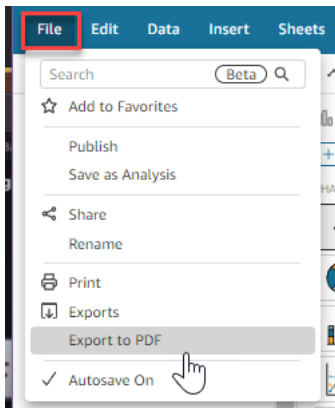 File Edit Data Insert Sheets
Search Beta
Add to Favorites
Publish
Save as Analysis
Share
Rename
Print
Exports
Export to PDF
Autosave On